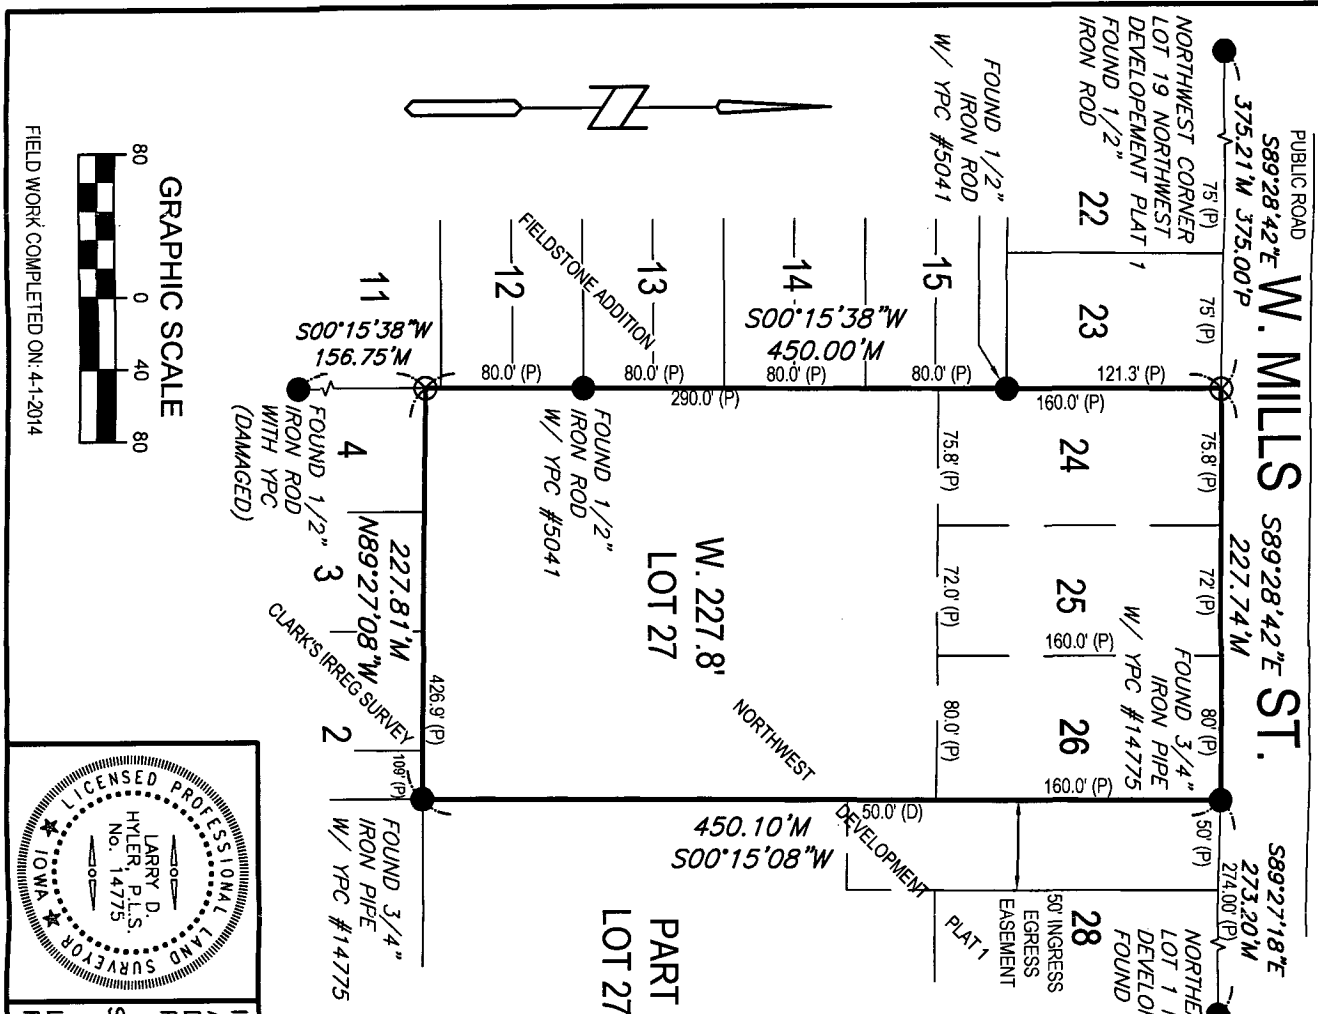 PUBLIC ROAD
W. MILLS ST.
S89°28'42"E
375.21'M 375.00'P
S89°28'42"E
227.74'M
S89°27'18"E
273.20'M
274.00' (P)
75' (P)
75' (P)
75.8' (P)
72' (P)
80' (P)
50' (P)
NORTHWEST CORNER
LOT 19 NORTHWEST
DEVELOPEMENT PLAT 1
FOUND 1/2"
IRON ROD
22
23
24
25
26
28
FOUND 3/4"
IRON PIPE
W/ YPC #14775
FOUND 1/2"
IRON ROD
W/ YPC #5041
121.3' (P)
160.0' (P)
160.0' (P)
160.0' (P)
50' INGRESS
EGRESS
EASEMENT
75.8' (P)
72.0' (P)
80.0' (P)
50.0' (D)
15
14
13
12
11
80.0' (P)
80.0' (P)
80.0' (P)
80.0' (P)
290.0' (P)
S00°15'38"W
450.00'M
FIELDSTONE ADDITION
W. 227.8'
LOT 27
NORTHWEST
DEVELOPMENT
PLAT 1
450.10'M
S00°15'08"W
PART
LOT 27
FOUND 1/2"
IRON ROD
W/ YPC #5041
S00°15'38"W
156.75'M
FOUND 1/2"
IRON ROD
WITH YPC
(DAMAGED)
227.81'M
N89°27'08"W
426.9' (P)
109' (P)
4
3
2
CLARK'S IRREG SURVEY
FOUND 3/4"
IRON PIPE
W/ YPC #14775
GRAPHIC SCALE
80 0 40 80
FIELD WORK COMPLETED ON: 4-1-2014
LICENSED PROFESSIONAL LAND SURVEYOR
IOWA
LARRY D.
HYLER, P.L.S.
No. 14775
LOT 1
FOUND